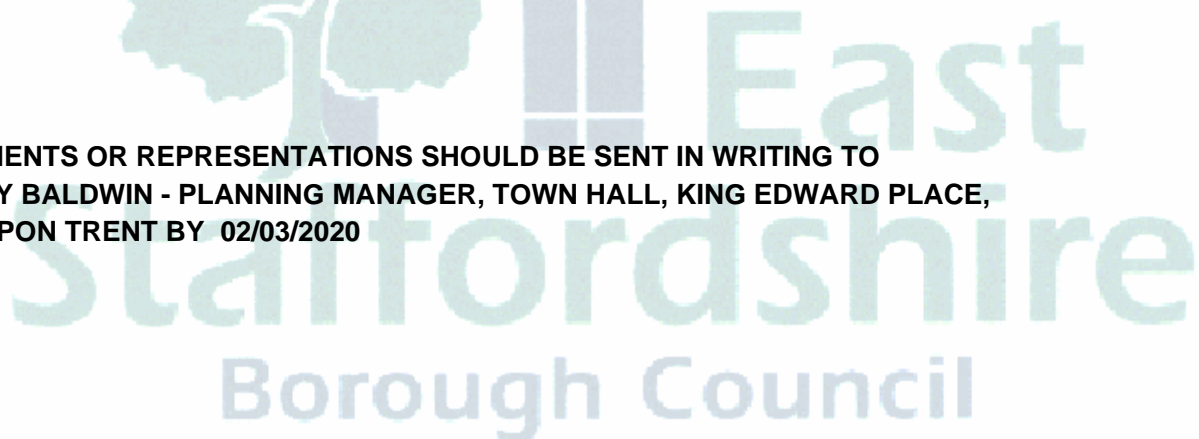 East
MENTS OR REPRESENTATIONS SHOULD BE SENT IN WRITING TO
Y BALDWIN - PLANNING MANAGER, TOWN HALL, KING EDWARD PLACE,
PON TRENT BY 02/03/2020
Staffordshire
Borough Council